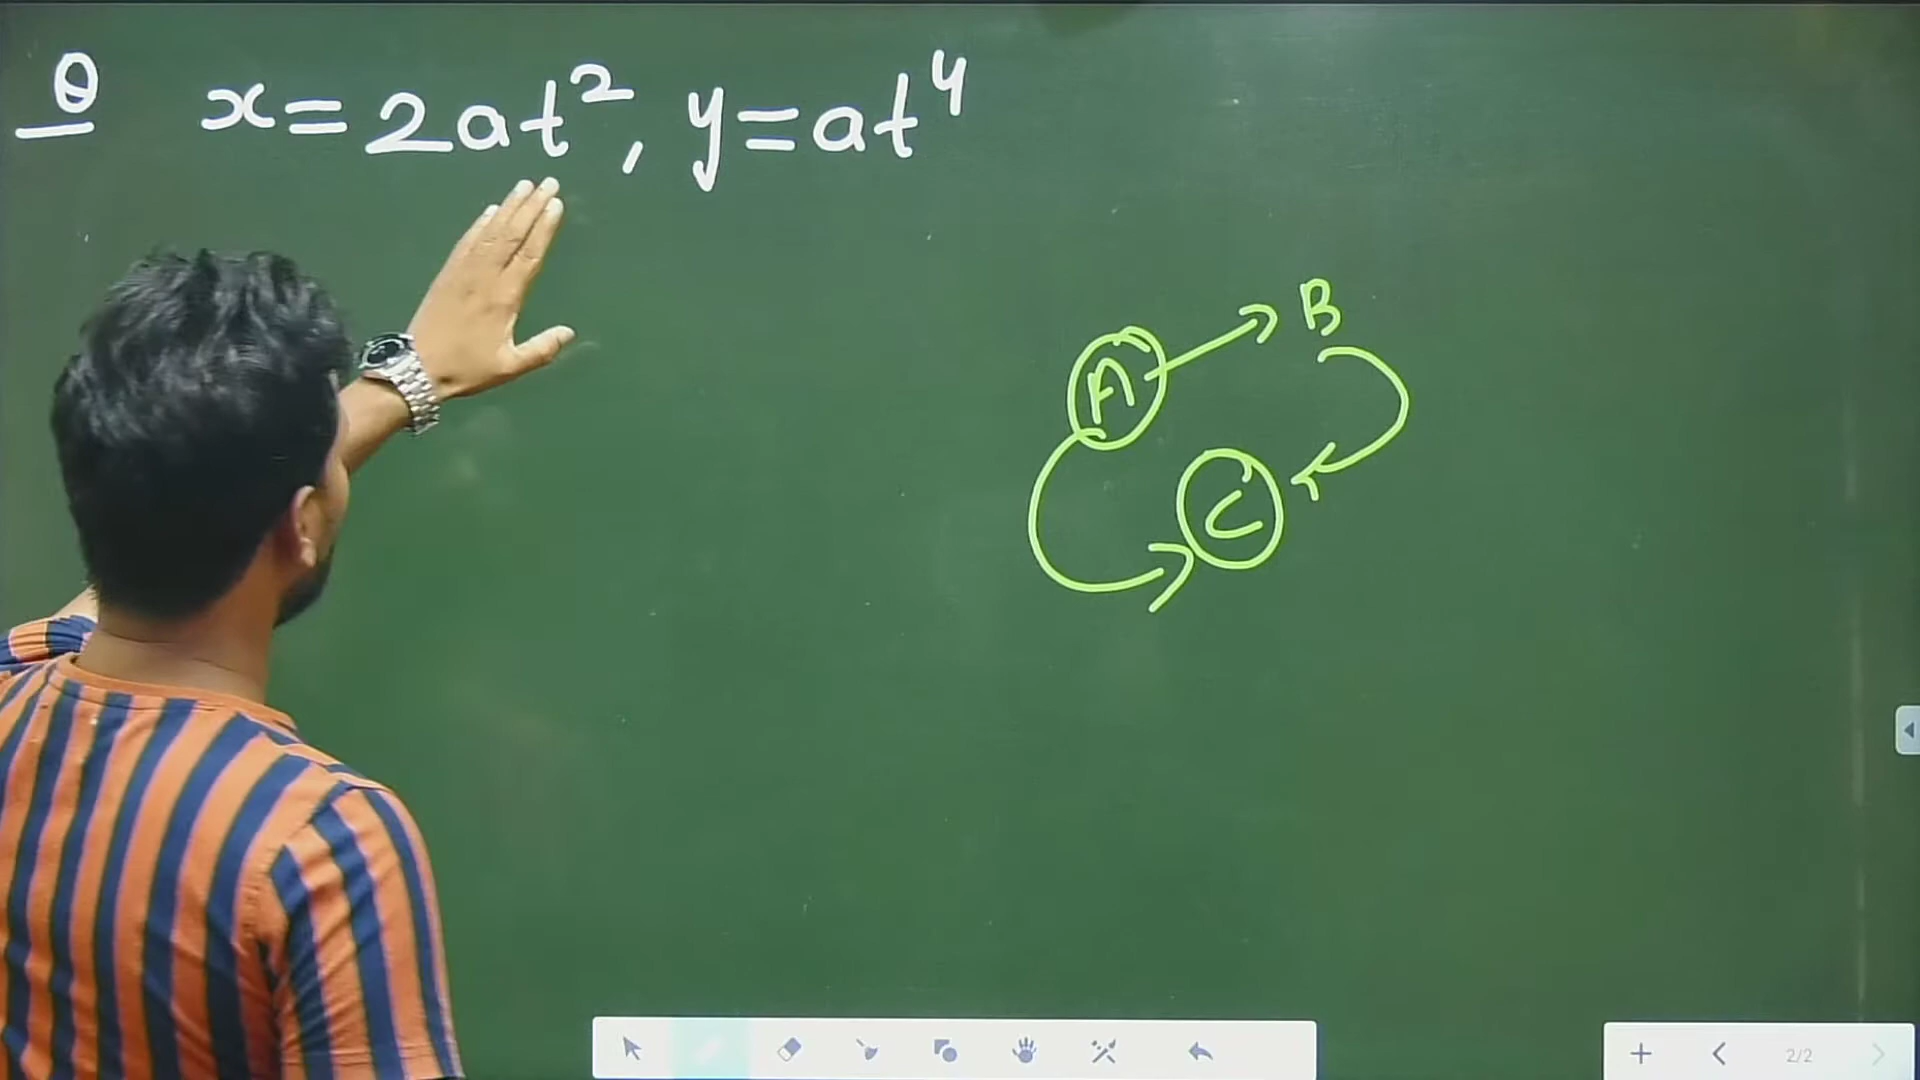 Q x=2at², y=at⁴
B
A
C
2/2